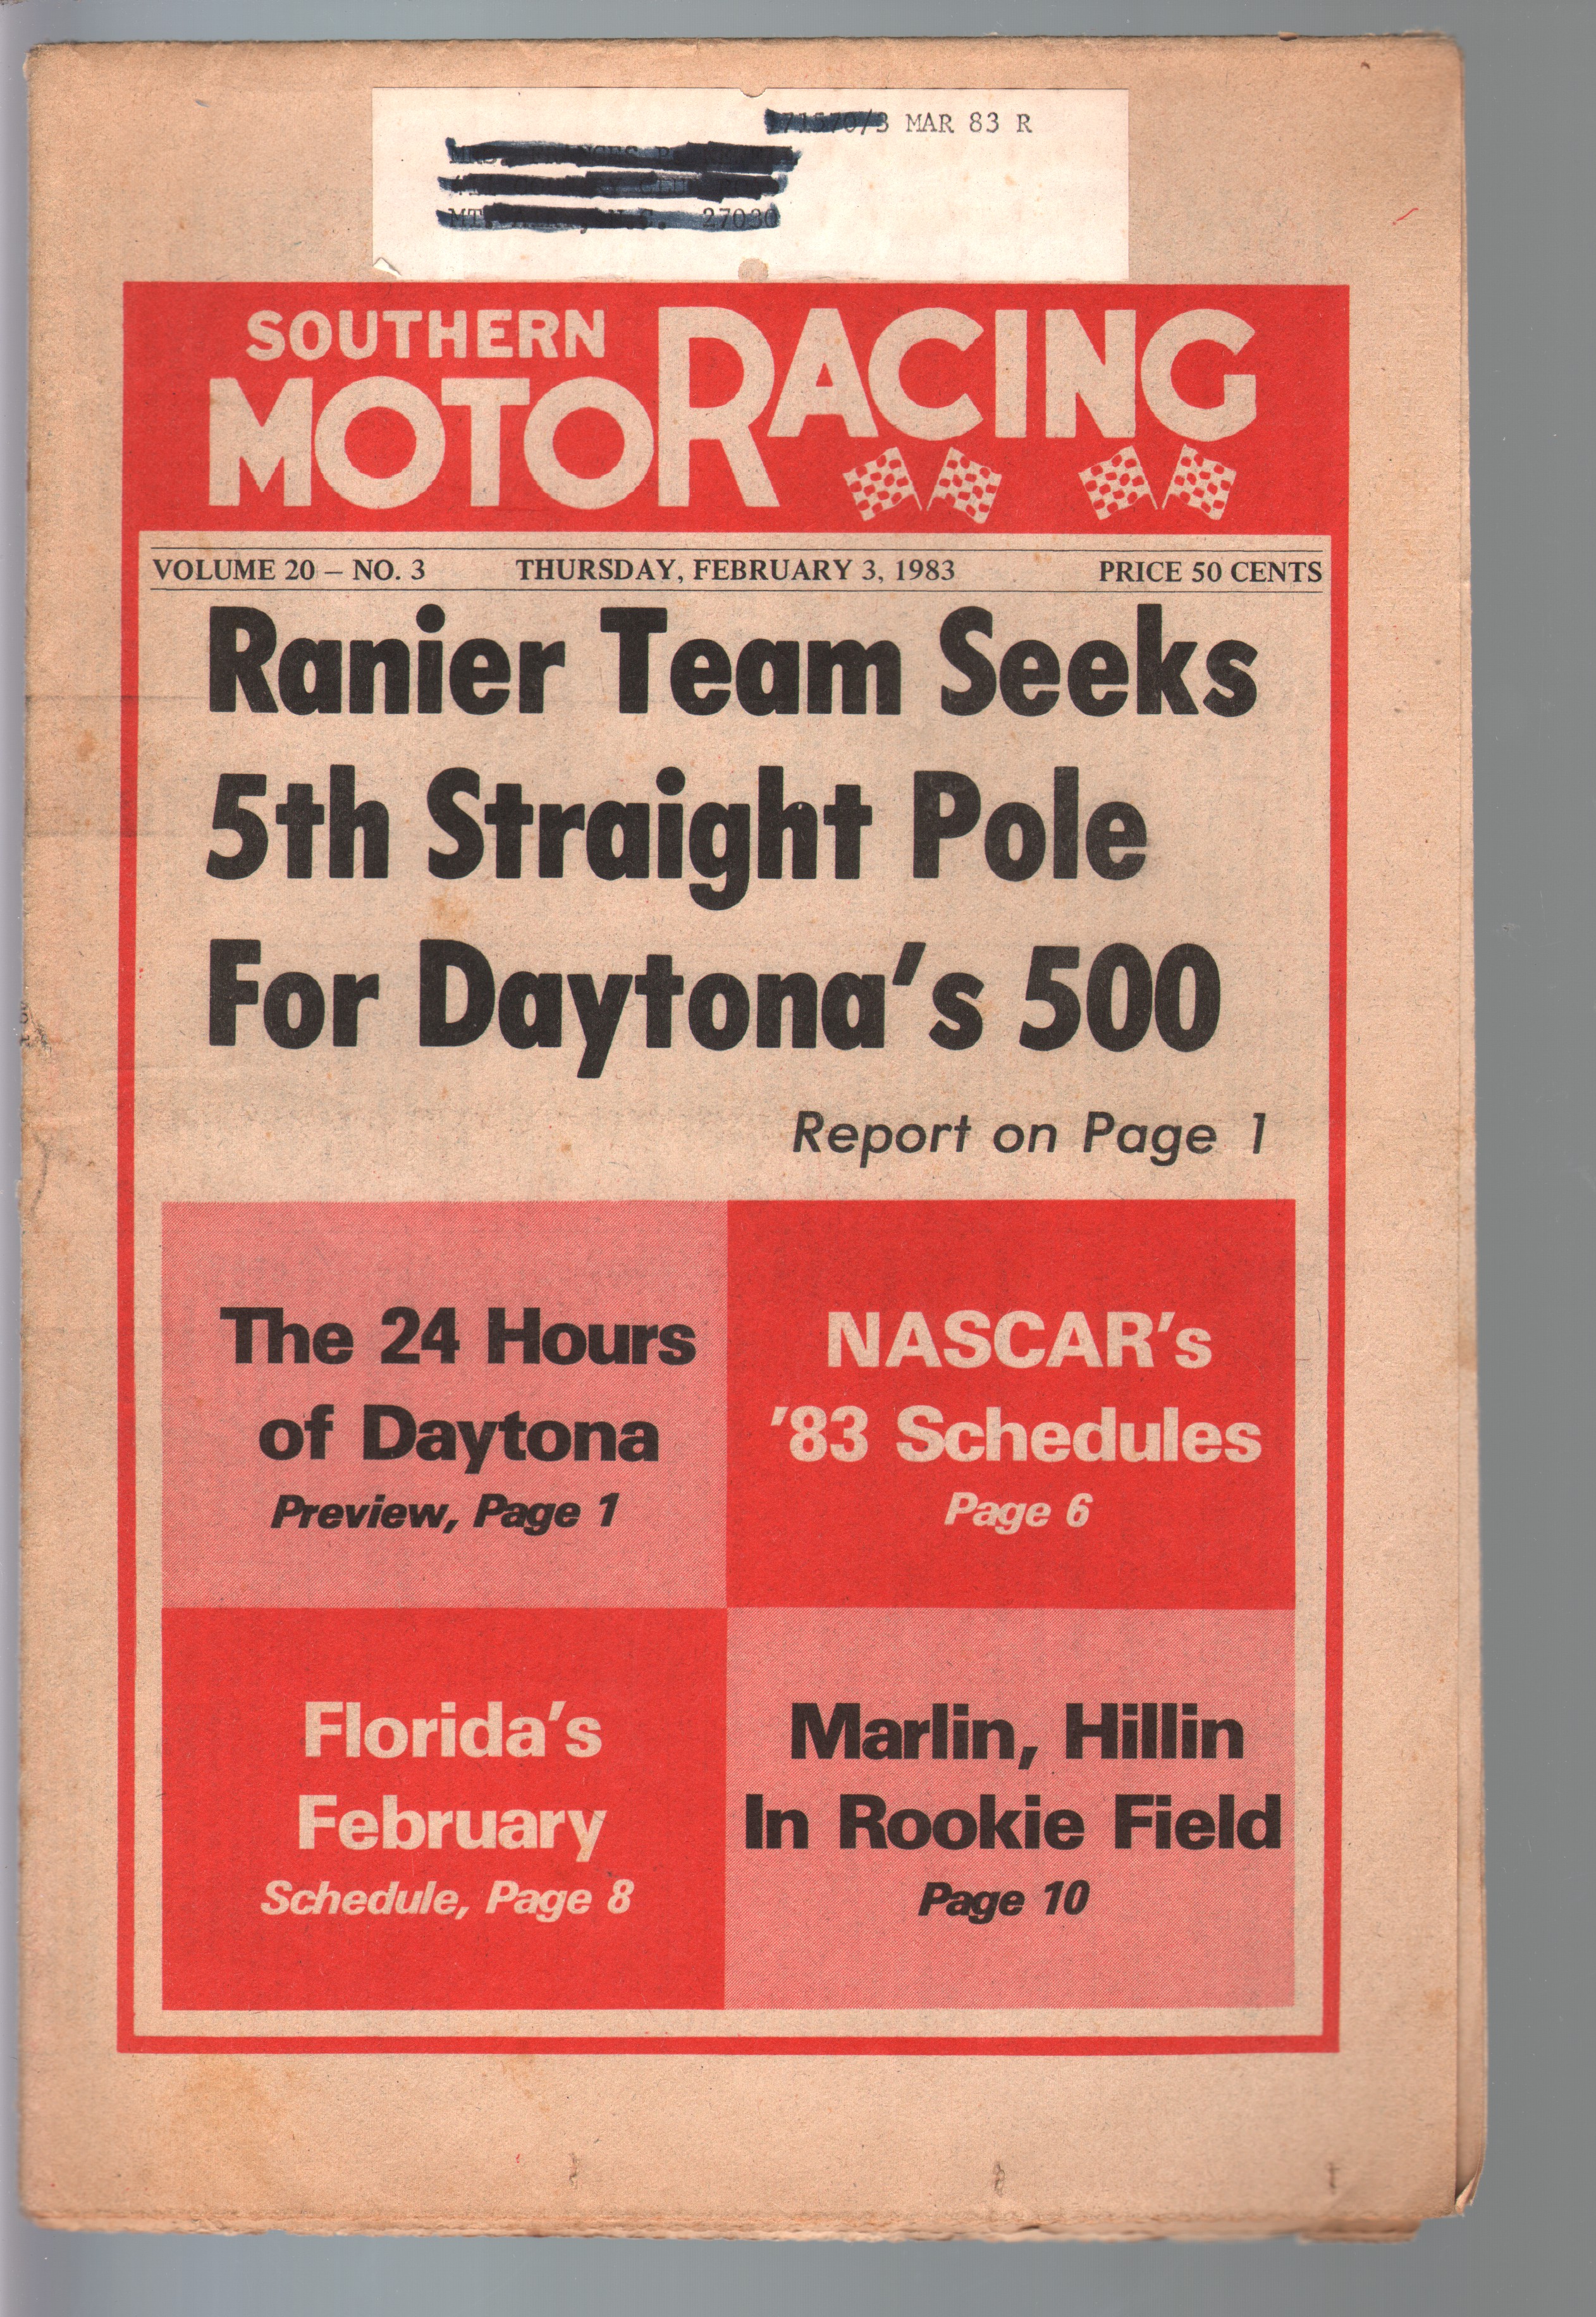 MAR 83 R
SOUTHERN
MOTORACING
VOLUME 20 – NO. 3 THURSDAY, FEBRUARY 3, 1983 PRICE 50 CENTS
Ranier Team Seeks
5th Straight Pole
For Daytona's 500
Report on Page 1
The 24 Hours
of Daytona
Preview, Page 1
NASCAR's
'83 Schedules
Page 6
Florida's
February
Schedule, Page 8
Marlin, Hillin
In Rookie Field
Page 10